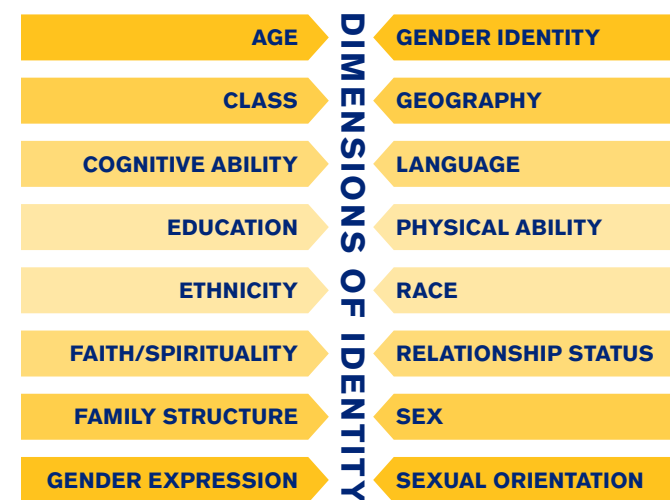 AGE
CLASS
COGNITIVE ABILITY
EDUCATION
ETHNICITY
FAITH/SPIRITUALITY
FAMILY STRUCTURE
GENDER EXPRESSION
DIMENSIONS OF IDENTITY
GENDER IDENTITY
GEOGRAPHY
LANGUAGE
PHYSICAL ABILITY
RACE
RELATIONSHIP STATUS
SEX
SEXUAL ORIENTATION